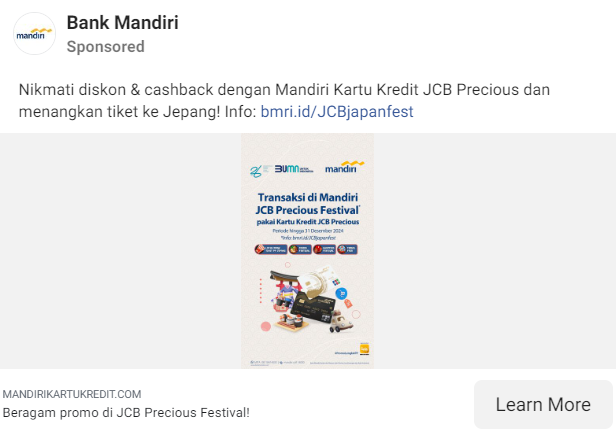 Bank Mandiri
mandiri
Sponsored
Nikmati diskon & cashback dengan Mandiri Kartu Kredit JCB Precious dan
menangkan tiket ke Jepang! Info: bmri.id/JCBjapanfest
26 BUMN mandiri
Transaksi di Mandiri
JCB Precious Festival*
pakai Kartu Kredit JCB Precious
Periode hingga 31 Desember 2024
*Info: bmri.id/JCBjapanfest
MANDIRIKARTUKREDIT.COM
Beragam promo di JCB Precious Festival!
Learn More